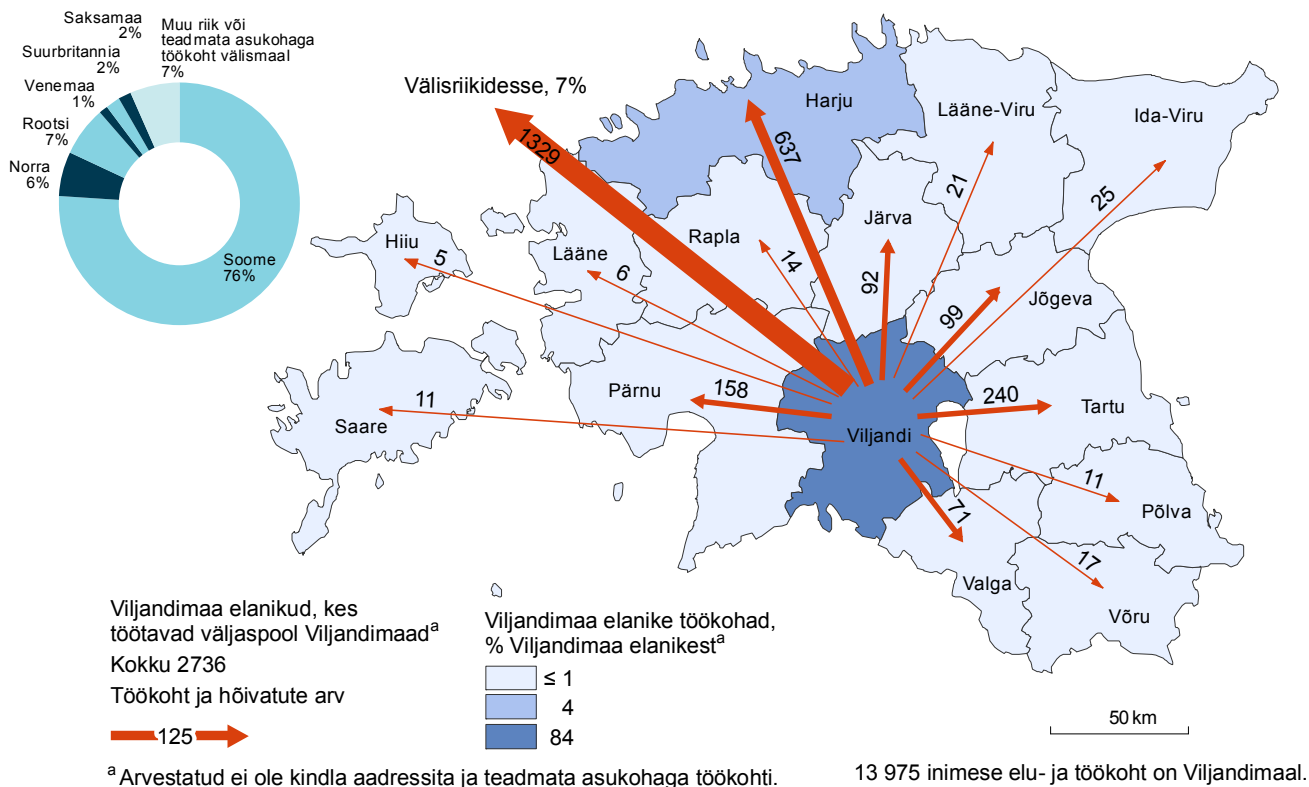 Saksamaa
2%
Muu riik või
teadmata asukohaga
töökoht välismaal
7%
Suurbritannia
2%
Venemaa
1%
Rootsi
7%
Norra
6%
Soome
76%
Välisriikidesse, 7%
1329
Harju
637
Lääne-Viru
21
Ida-Viru
25
Järva
92
Rapla
14
Hiiu
5
Lääne
6
Jõgeva
99
Pärnu
158
Saare
11
Viljandi
240
Tartu
11
Põlva
71
Valga
17
Võru
Viljandimaa elanikud, kes
töötavad väljaspool Viljandimaadᵃ
Kokku 2736
Töökoht ja hõivatute arv
125
Viljandimaa elanike töökohad,
% Viljandimaa elanikestᵃ
≤ 1
4
84
50 km
ᵃ Arvestatud ei ole kindla aadressita ja teadmata asukohaga töökohti.
13 975 inimese elu- ja töökoht on Viljandimaal.